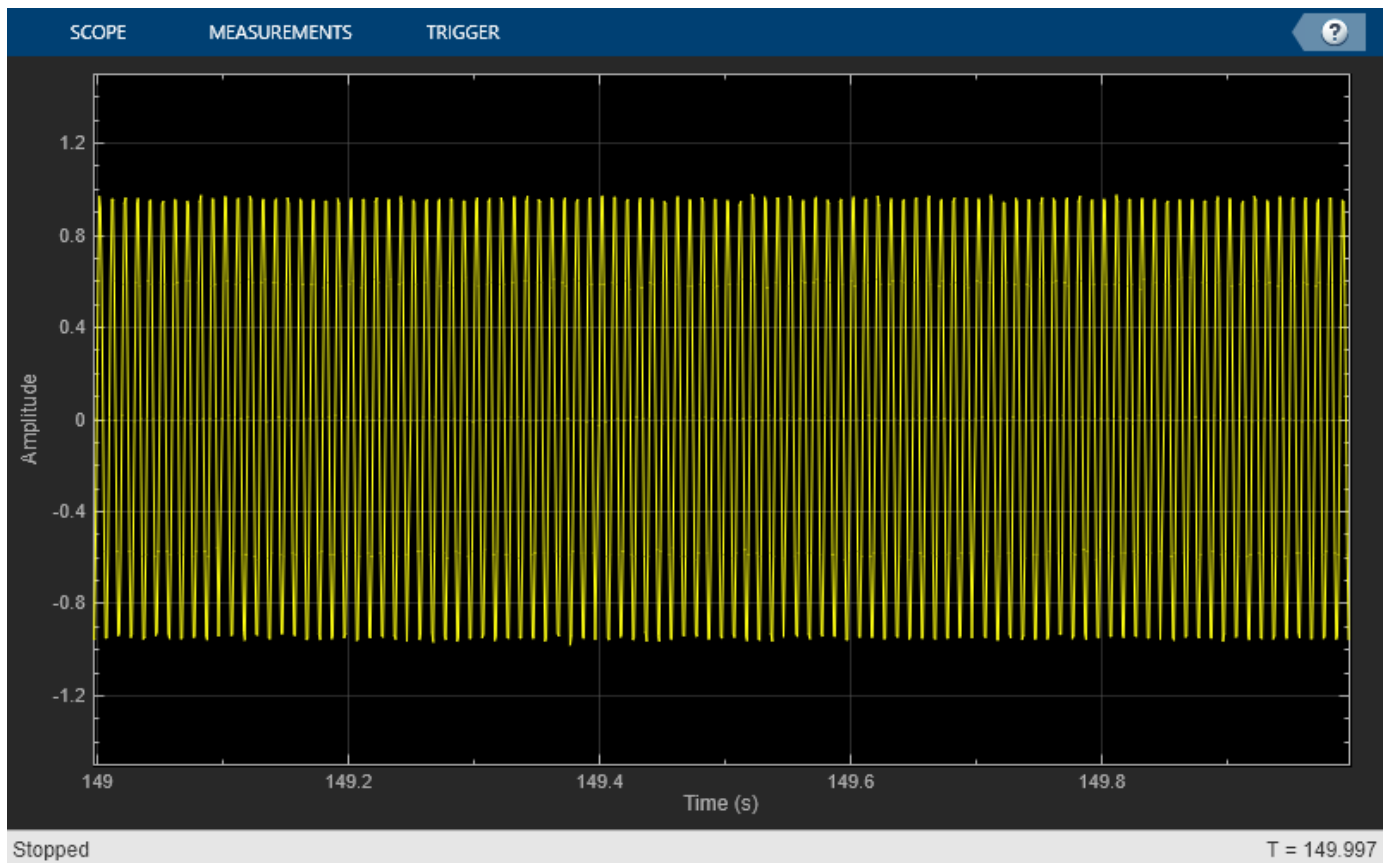 SCOPE MEASUREMENTS TRIGGER ?
1.2
0.8
0.4
0
-0.4
-0.8
-1.2
Amplitude
149 149.2 149.4 149.6 149.8
Time (s)
Stopped T = 149.997